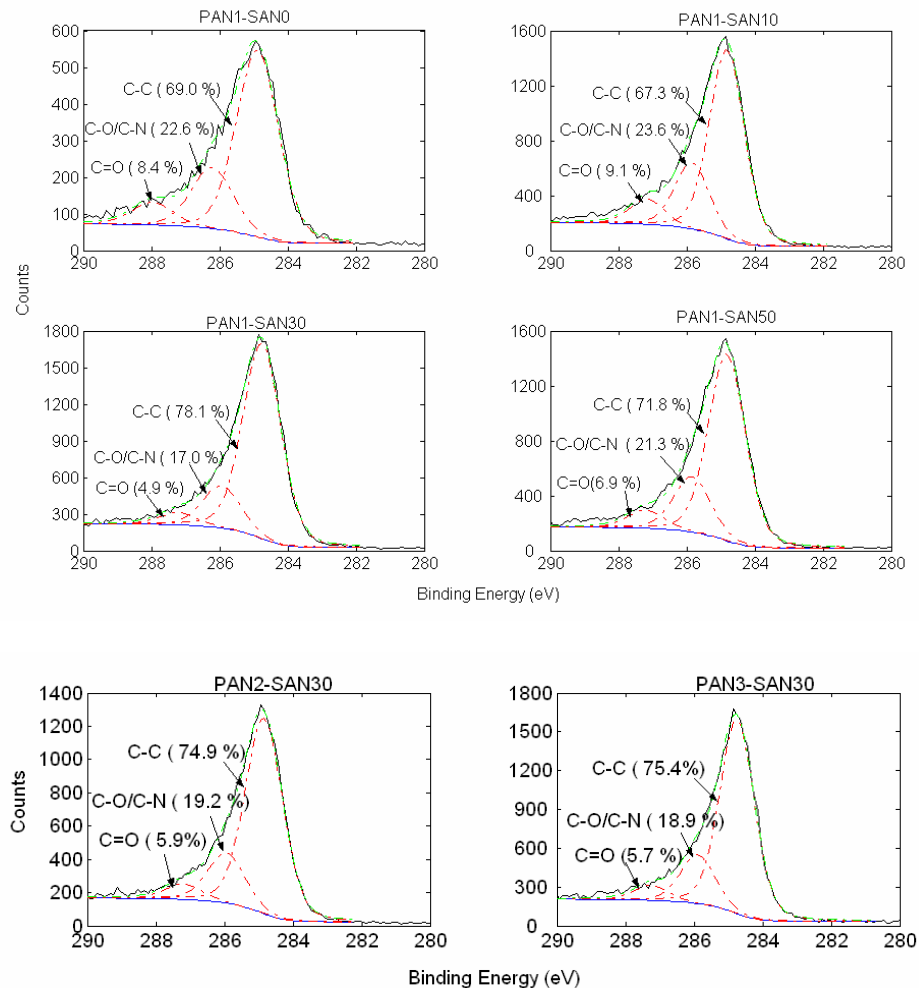 PAN1-SAN0
600
500
400
300
200
100
0
290 288 286 284 282 280
C-C ( 69.0 %)
C-O/C-N ( 22.6 %)
C=O ( 8.4 %)
PAN1-SAN10
1600
1200
800
400
0
290 288 286 284 282 280
C-C ( 67.3 %)
C-O/C-N ( 23.6 %)
C=O ( 9.1 %)
Counts
PAN1-SAN30
1800
1500
1200
900
600
300
0
290 288 286 284 282 280
C-C ( 78.1 %)
C-O/C-N ( 17.0 %)
C=O ( 4.9 %)
PAN1-SAN50
1600
1200
800
400
0
290 288 286 284 282 280
C-C ( 71.8 %)
C-O/C-N ( 21.3 %)
C=O(6.9 %)
Binding Energy (eV)
PAN2-SAN30
1400
1200
1000
800
600
400
200
0
290 288 286 284 282 280
C-C ( 74.9 %)
C-O/C-N ( 19.2 %)
C=O ( 5.9%)
Counts
PAN3-SAN30
1800
1500
1200
900
600
300
0
290 288 286 284 282 280
C-C ( 75.4%)
C-O/C-N ( 18.9 %)
C=O (5.7 %)
Binding Energy (eV)